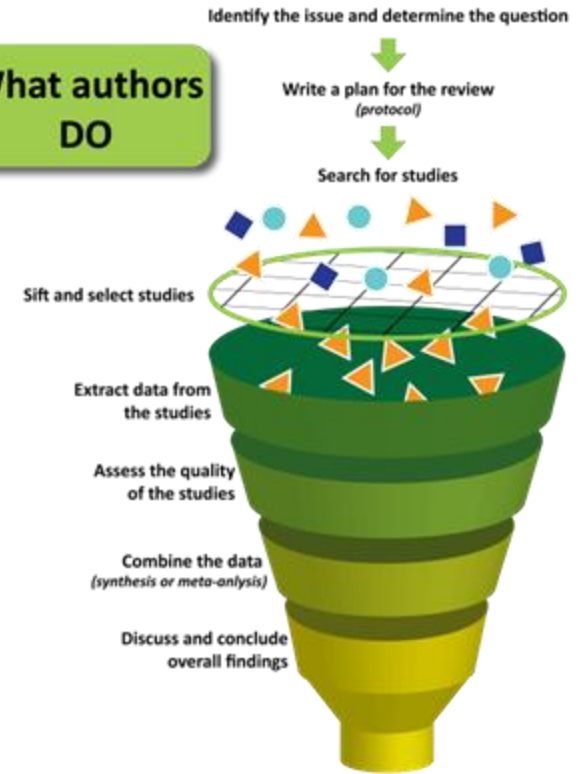 Identify the issue and determine the question
What authors
DO
Write a plan for the review
(protocol)
Search for studies
Sift and select studies
Extract data from
the studies
Assess the quality
of the studies
Combine the data
(synthesis or meta-anlysis)
Discuss and conclude
overall findings